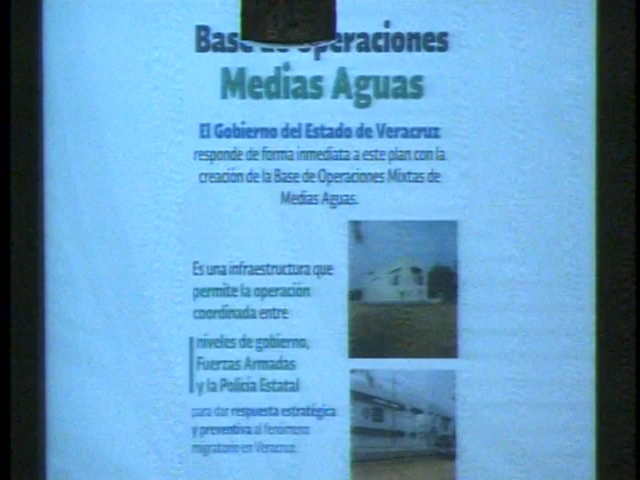 Base de Operaciones
Medias Aguas
El Gobierno del Estado de Veracruz
responde de forma inmediata a este plan con la
creación de la Base de Operaciones Mixtas de
Medias Aguas.
Es una infraestructura que
permite la operación
coordinada entre
niveles de gobierno,
Fuerzas Armadas
y la Policía Estatal
para dar respuesta estratégica
y preventiva al fenómeno
migratorio en Veracruz.